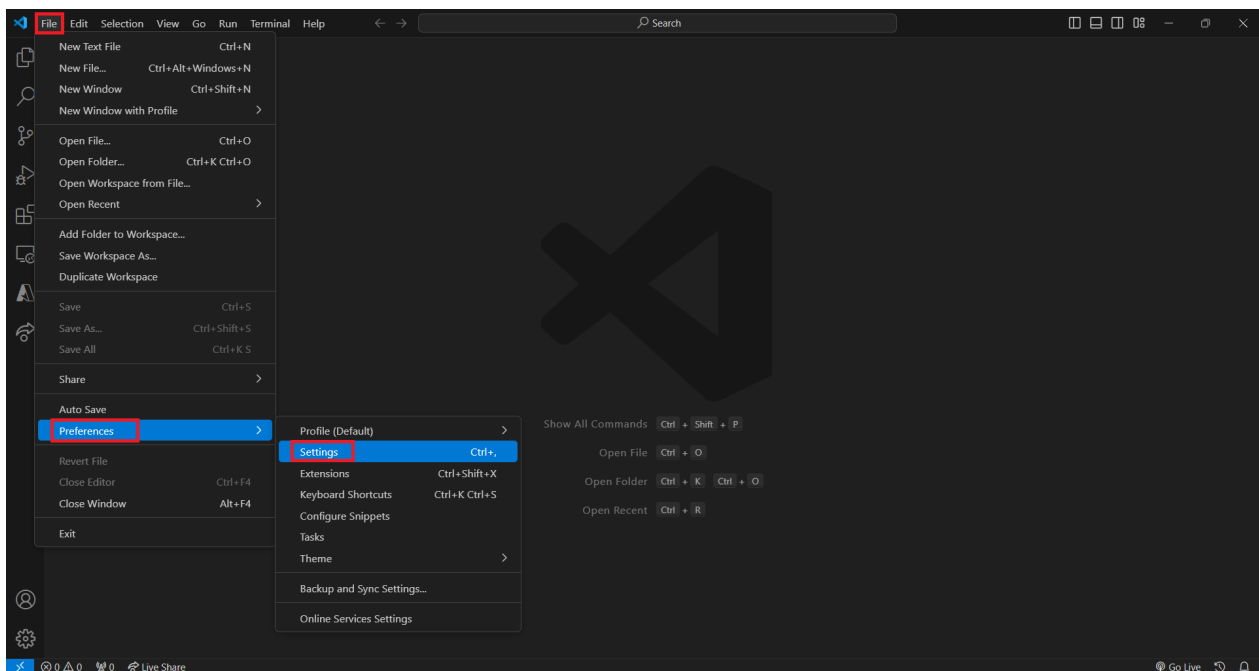 File Edit Selection View Go Run Terminal Help Search
New Text File Ctrl+N
New File... Ctrl+Alt+Windows+N
New Window Ctrl+Shift+N
New Window with Profile
Open File... Ctrl+O
Open Folder... Ctrl+K Ctrl+O
Open Workspace from File...
Open Recent
Add Folder to Workspace...
Save Workspace As...
Duplicate Workspace
Save Ctrl+S
Save As... Ctrl+Shift+S
Save All Ctrl+K S
Share
Auto Save
Preferences
Revert File
Close Editor Ctrl+F4
Close Window Alt+F4
Exit
Profile (Default)
Settings Ctrl+,
Extensions Ctrl+Shift+X
Keyboard Shortcuts Ctrl+K Ctrl+S
Configure Snippets
Tasks
Theme
Backup and Sync Settings...
Online Services Settings
Show All Commands Ctrl + Shift + P
Open File Ctrl + O
Open Folder Ctrl + K Ctrl + O
Open Recent Ctrl + R
0 0 0 Live Share Go Live